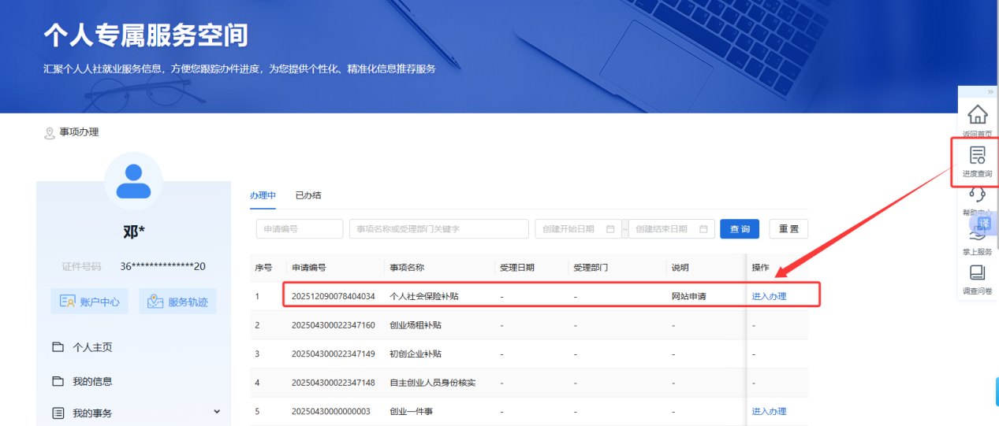 个人专属服务空间
汇聚个人人社就业服务信息，方便您跟踪办件进度，为您提供个性化、精准化信息推荐服务
事项办理
»
返回首页
进度查询
帮助中心
译
掌上服务
调查问卷
邓*
证件号码 36**************20
账户中心 服务轨迹
个人主页
我的信息
我的事务
办理中 已办结
申请编号 事项名称或受理部门关键字 创建开始日期 - 创建结束日期 查 询 重 置
序号 申请编号 事项名称 受理日期 受理部门 说明 操作
1 202512090078404034 个人社会保险补贴 - - 网站申请 进入办理
2 202504300022347160 创业场租补贴 - - - -
3 202504300022347149 初创企业补贴 - - - -
4 202504300022347148 自主创业人员身份核实 - - - -
5 20250430000000003 创业一件事 - - - 进入办理